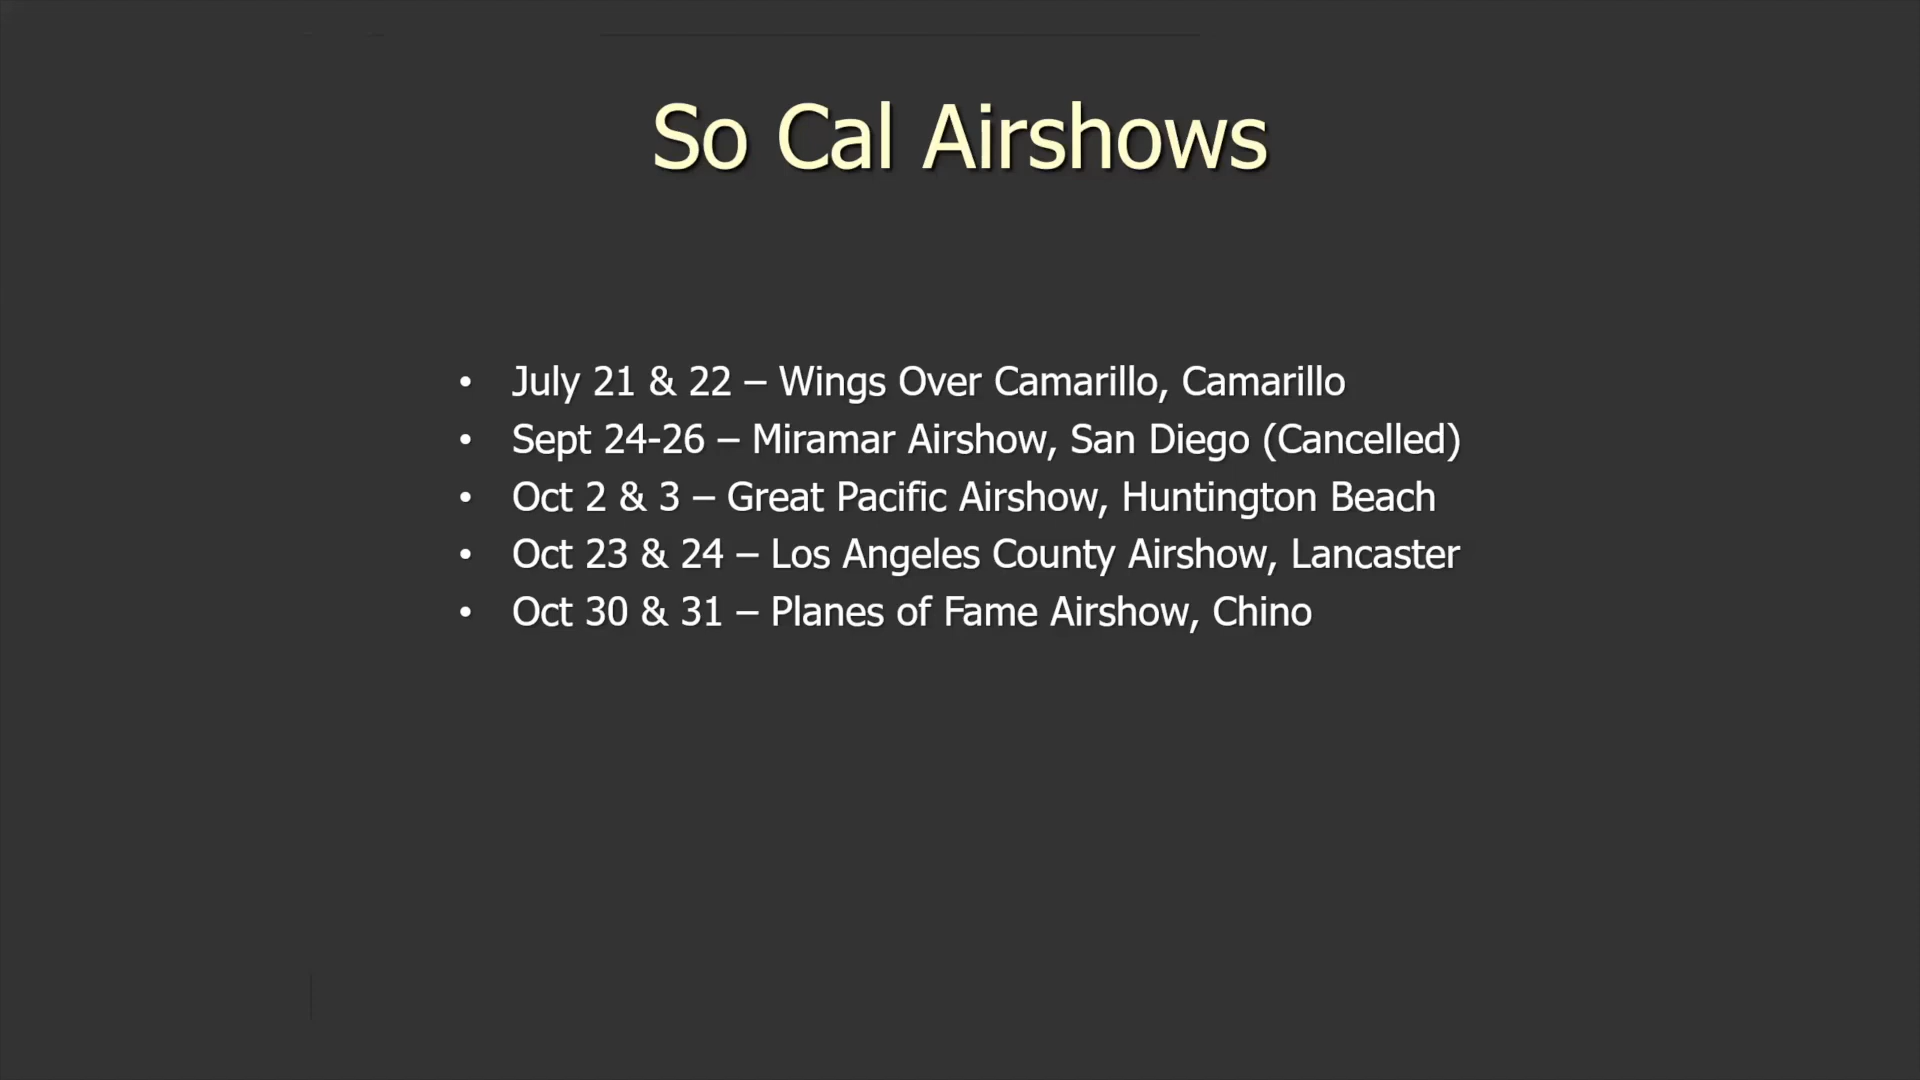 So Cal Airshows
• July 21 & 22 – Wings Over Camarillo, Camarillo
• Sept 24-26 – Miramar Airshow, San Diego (Cancelled)
• Oct 2 & 3 – Great Pacific Airshow, Huntington Beach
• Oct 23 & 24 – Los Angeles County Airshow, Lancaster
• Oct 30 & 31 – Planes of Fame Airshow, Chino